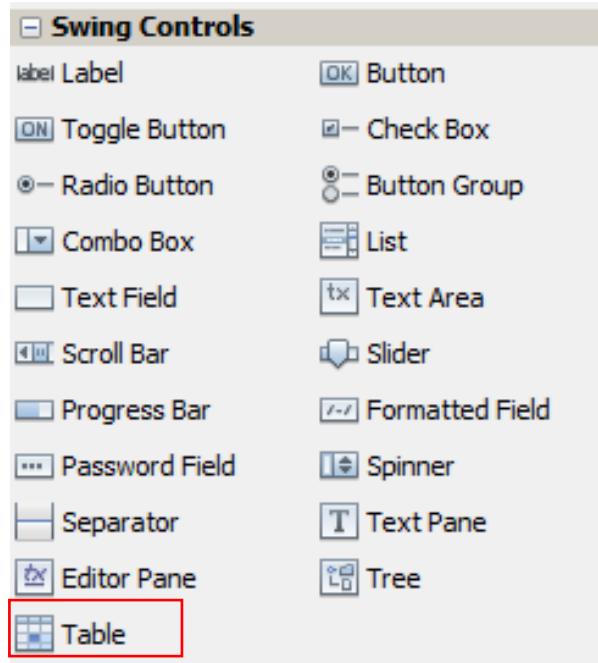 Swing Controls
label Label
OK Button
ON Toggle Button
Check Box
Radio Button
Button Group
Combo Box
List
Text Field
tx Text Area
Scroll Bar
Slider
Progress Bar
Formatted Field
Password Field
Spinner
Separator
T Text Pane
tx Editor Pane
Tree
Table